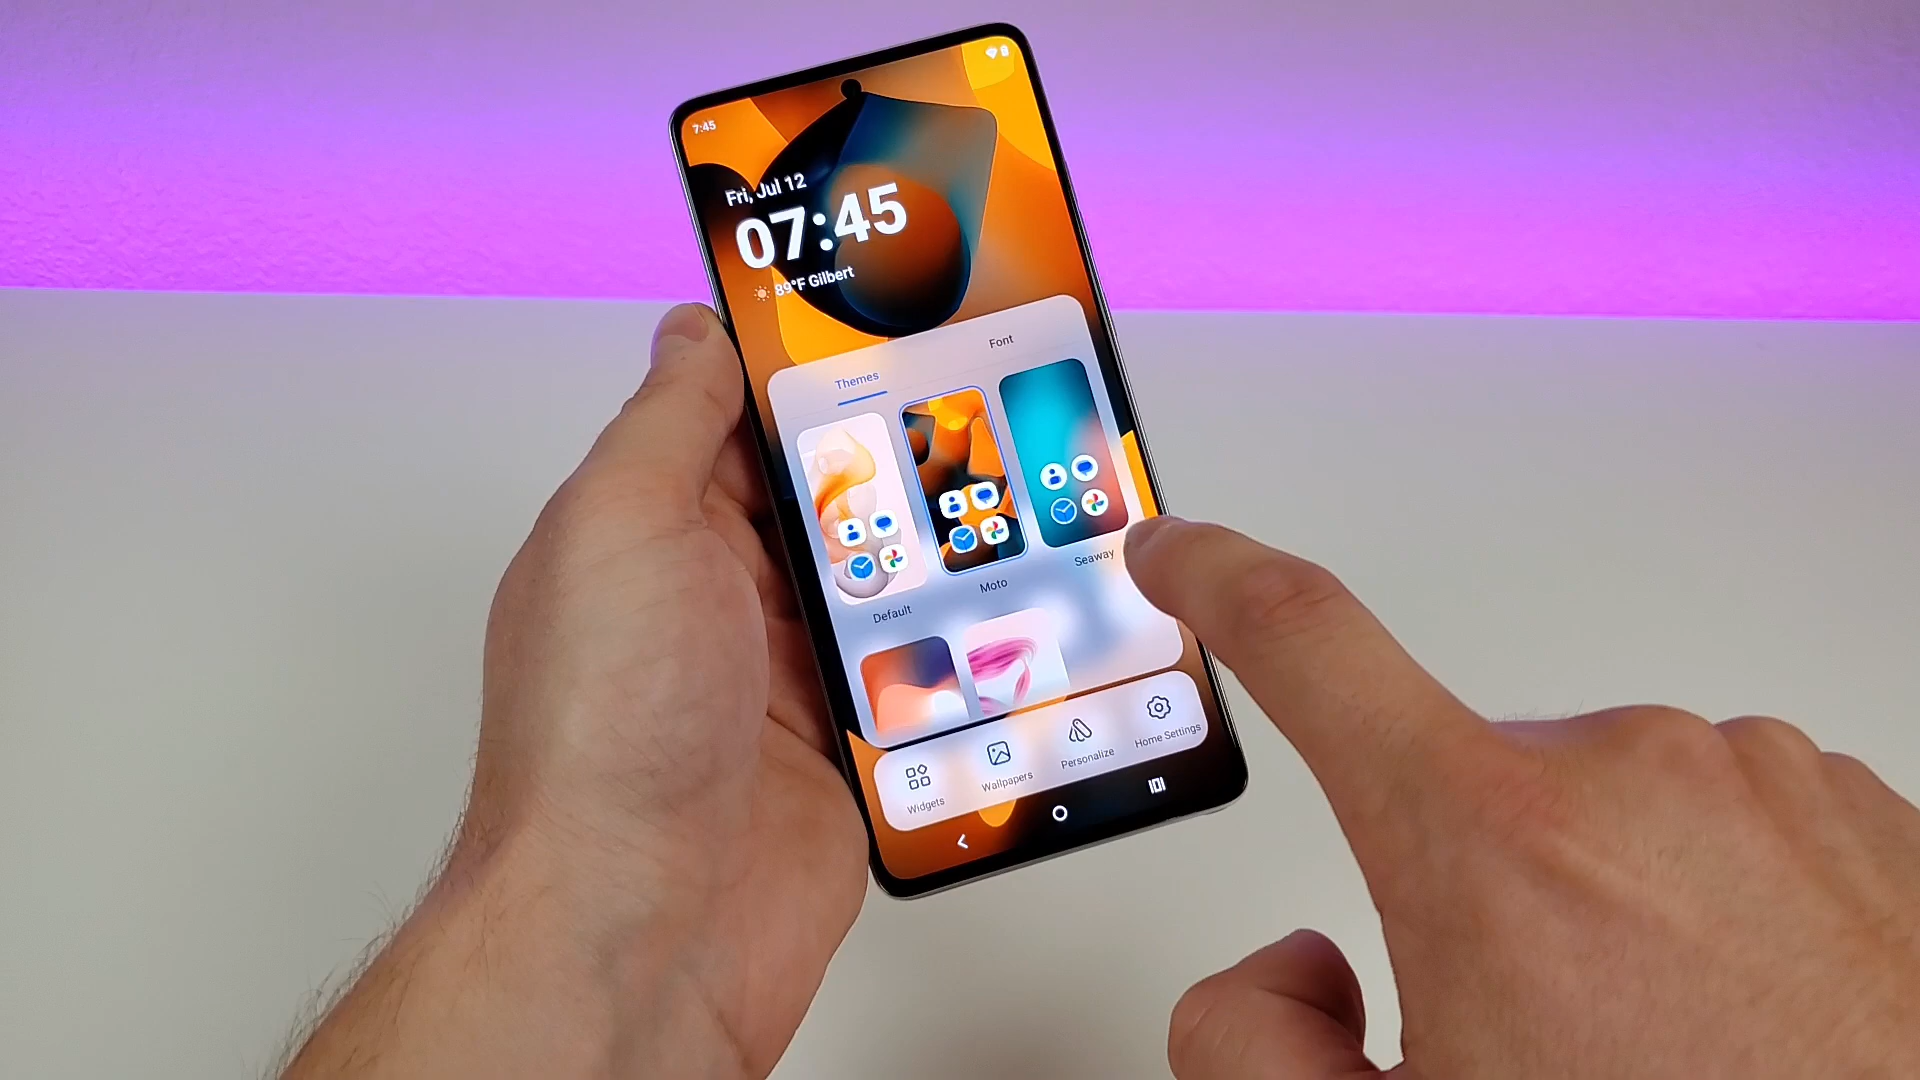 7:45
Fri, Jul 12
07:45
89°F Gilbert
Themes
Font
Default
Moto
Seaway
Widgets
Wallpapers
Personalize
Home Settings